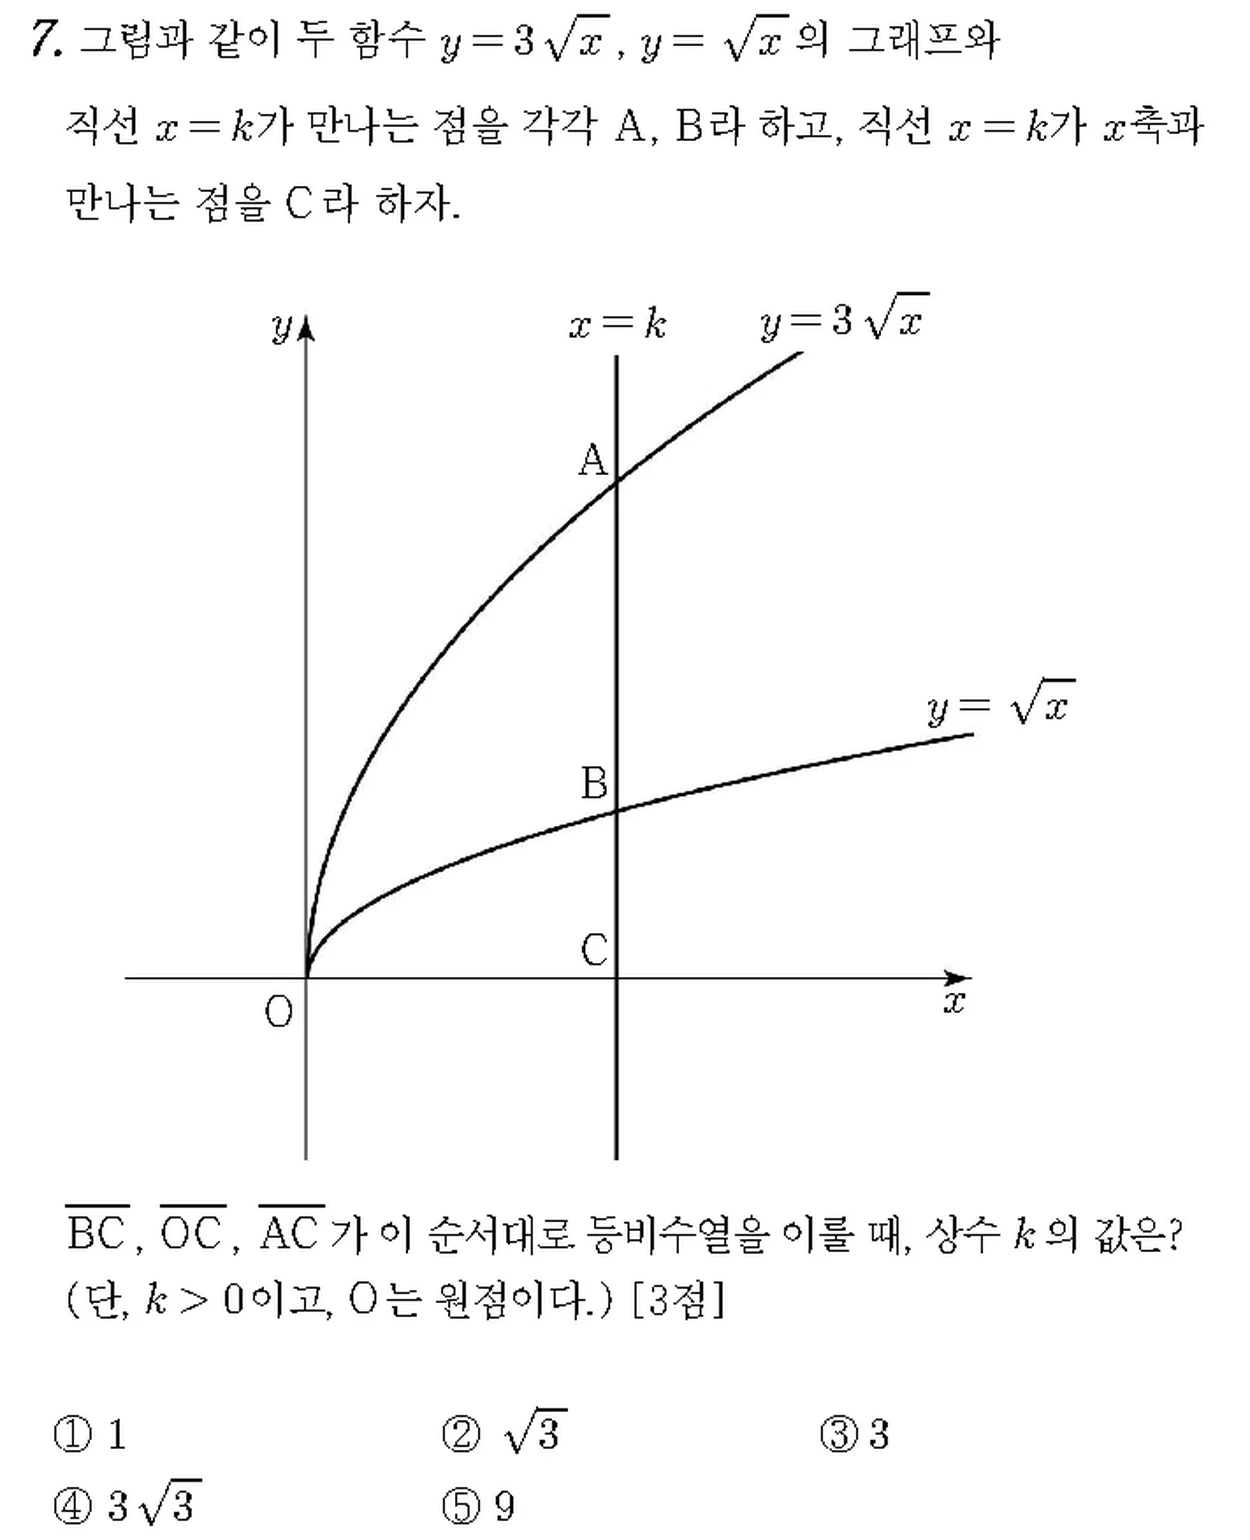 7. 그림과 같이 두 함수 y=3√x, y=√x의 그래프와
직선 x=k가 만나는 점을 각각 A, B라 하고, 직선 x=k가 x축과
만나는 점을 C라 하자.
y
x=k
y=3√x
A
y=√x
B
C
O
x
B̅C̅, O̅C̅, A̅C̅가 이 순서대로 등비수열을 이룰 때, 상수 k의 값은?
(단, k>0이고, O는 원점이다.) [3점]
① 1 ② √3 ③ 3
④ 3√3 ⑤ 9